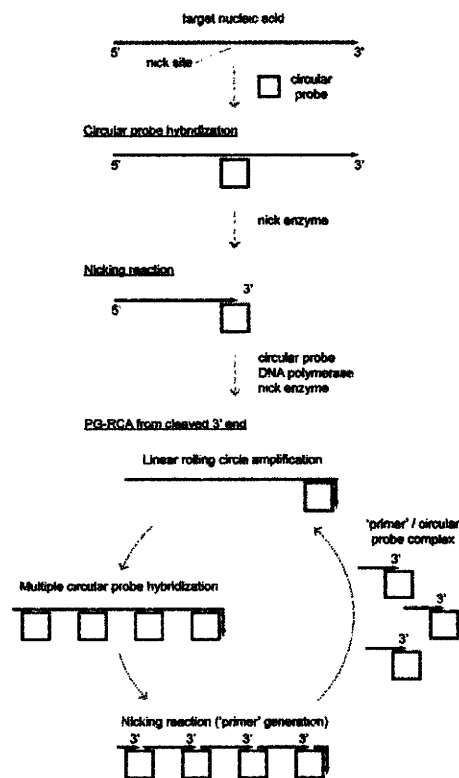 target nucleic acid
5'
3'
nick site
circular
probe
Circular probe hybridization
5'
3'
nick enzyme
Nicking reaction
3'
5'
circular probe
DNA polymerase
nick enzyme
PG-RCA from cleaved 3' end
Linear rolling circle amplification
'primer' / circular
probe complex
3'
3'
3'
Multiple circular probe hybridization
Nicking reaction ('primer' generation)
3' 3' 3' 3'